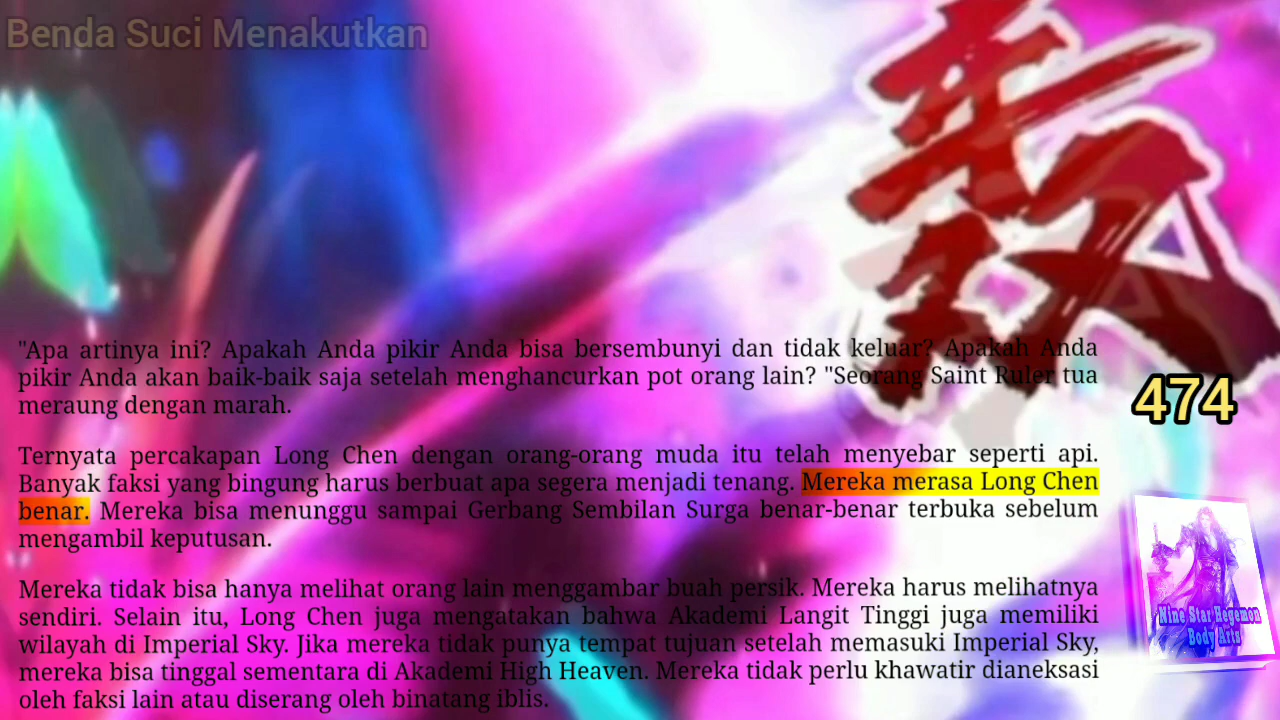 Benda Suci Menakutkan
"Apa artinya ini? Apakah Anda pikir Anda bisa bersembunyi dan tidak keluar? Apakah Anda
pikir Anda akan baik-baik saja setelah menghancurkan pot orang lain? "Seorang Saint Ruler tua
meraung dengan marah.
474
Ternyata percakapan Long Chen dengan orang-orang muda itu telah menyebar seperti api.
Banyak faksi yang bingung harus berbuat apa segera menjadi tenang. Mereka merasa Long Chen
benar. Mereka bisa menunggu sampai Gerbang Sembilan Surga benar-benar terbuka sebelum
mengambil keputusan.
Mereka tidak bisa hanya melihat orang lain menggambar buah persik. Mereka harus melihatnya
sendiri. Selain itu, Long Chen juga mengatakan bahwa Akademi Langit Tinggi juga memiliki
wilayah di Imperial Sky. Jika mereka tidak punya tempat tujuan setelah memasuki Imperial Sky,
mereka bisa tinggal sementara di Akademi High Heaven. Mereka tidak perlu khawatir dianeksasi
oleh faksi lain atau diserang oleh binatang iblis.
Nine Star Hegemon
Body Arts